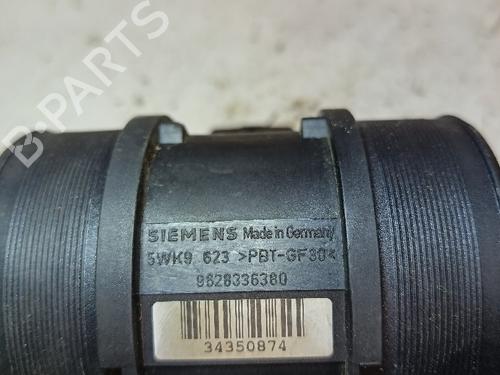 B-PARTS
SIEMENS Made in Germany
5WK9 623 >PBT-GF30<
9628336380
34350874